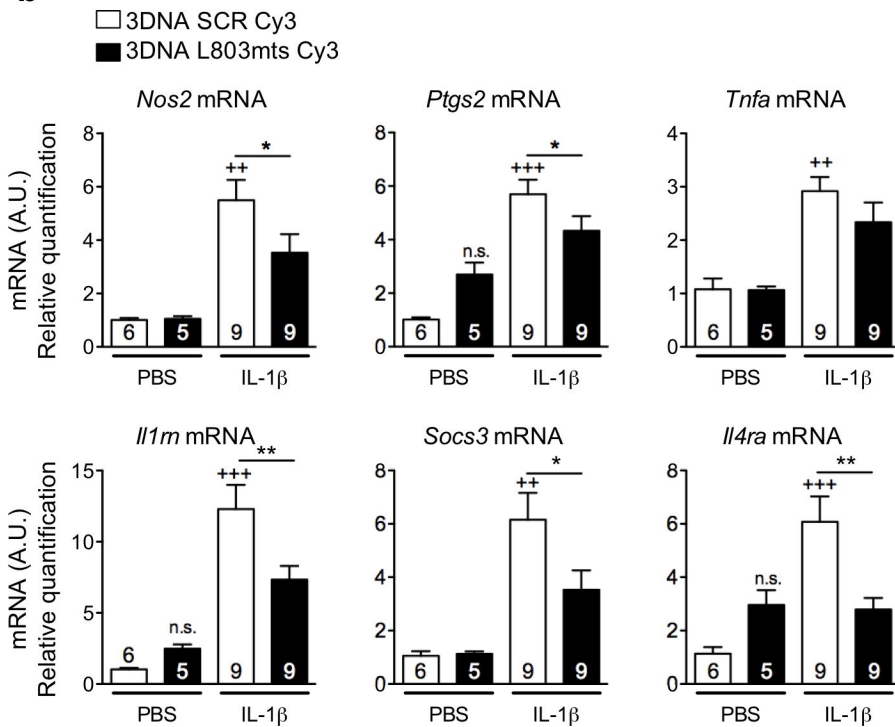 3DNA SCR Cy3
3DNA L803mts Cy3
Nos2 mRNA
mRNA (A.U.)
Relative quantification
8
6
4
2
0
++
*
6
5
9
9
PBS
IL-1β
Ptgs2 mRNA
8
6
4
2
0
n.s.
+++
*
6
5
9
9
PBS
IL-1β
Tnfa mRNA
4
3
2
1
0
++
6
5
9
9
PBS
IL-1β
Il1rn mRNA
mRNA (A.U.)
Relative quantification
15
10
5
0
n.s.
+++
**
6
5
9
9
PBS
IL-1β
Socs3 mRNA
8
6
4
2
0
++
*
6
5
9
9
PBS
IL-1β
Il4ra mRNA
8
6
4
2
0
n.s.
+++
**
6
5
9
9
PBS
IL-1β